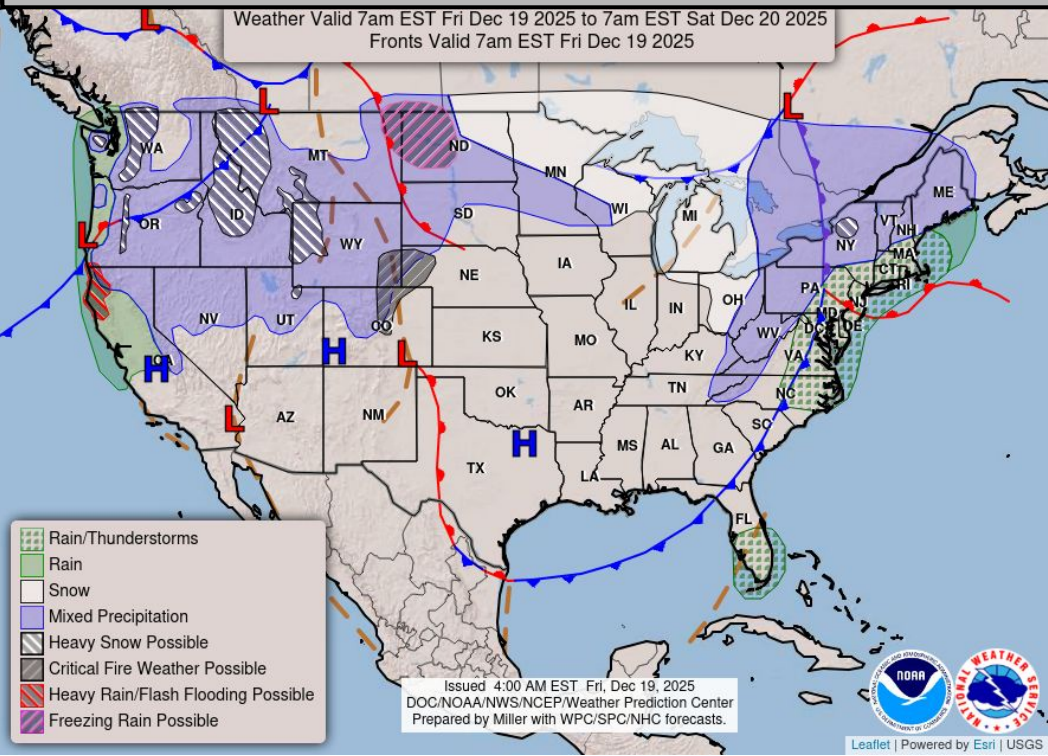 Weather Valid 7am EST Fri Dec 19 2025 to 7am EST Sat Dec 20 2025
Fronts Valid 7am EST Fri Dec 19 2025
L
L
L
WA
MT
ND
MN
ME
OR
ID
SD
WI
MI
VT
NH
NY
L
WY
MA
CT
RI
NE
IA
PA
NJ
NV
UT
CO
IL
IN
OH
MD
DC
DE
KS
MO
WV
VA
H
CA
H
L
KY
TN
NC
L
AZ
NM
OK
AR
SC
H
TX
MS
AL
GA
LA
FL
Rain/Thunderstorms
Rain
Snow
Mixed Precipitation
Heavy Snow Possible
Critical Fire Weather Possible
Heavy Rain/Flash Flooding Possible
Freezing Rain Possible
Issued 4:00 AM EST Fri, Dec 19, 2025
DOC/NOAA/NWS/NCEP/Weather Prediction Center
Prepared by Miller with WPC/SPC/NHC forecasts.
NOAA
NATIONAL WEATHER SERVICE
Leaflet | Powered by Esri | USGS